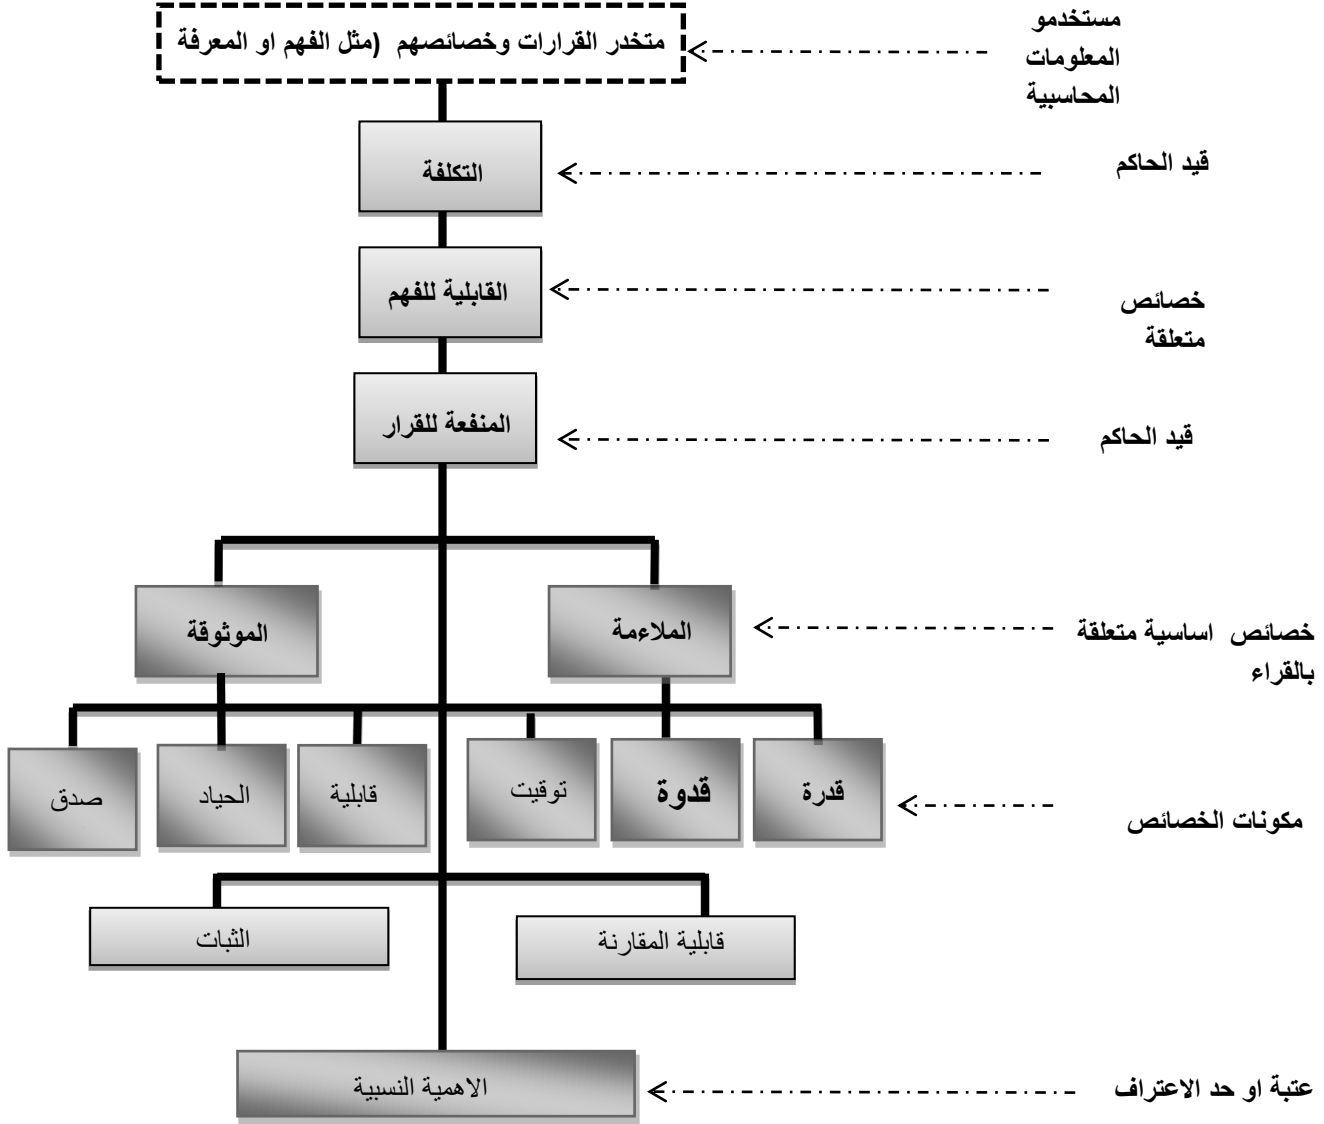 مستخدمو
المعلومات
المحاسبية
متخدر القرارات وخصائصهم (مثل الفهم او المعرفة
قيد الحاكم
التكلفة
خصائص
متعلقة
القابلية للفهم
قيد الحاكم
المنفعة للقرار
خصائص اساسية متعلقة
بالقراء
الملاءمة
الموثوقة
مكونات الخصائص
قدرة
قدوة
توقيت
قابلية
الحياد
صدق
قابلية المقارنة
الثبات
عتبة او حد الاعتراف
الاهمية النسبية